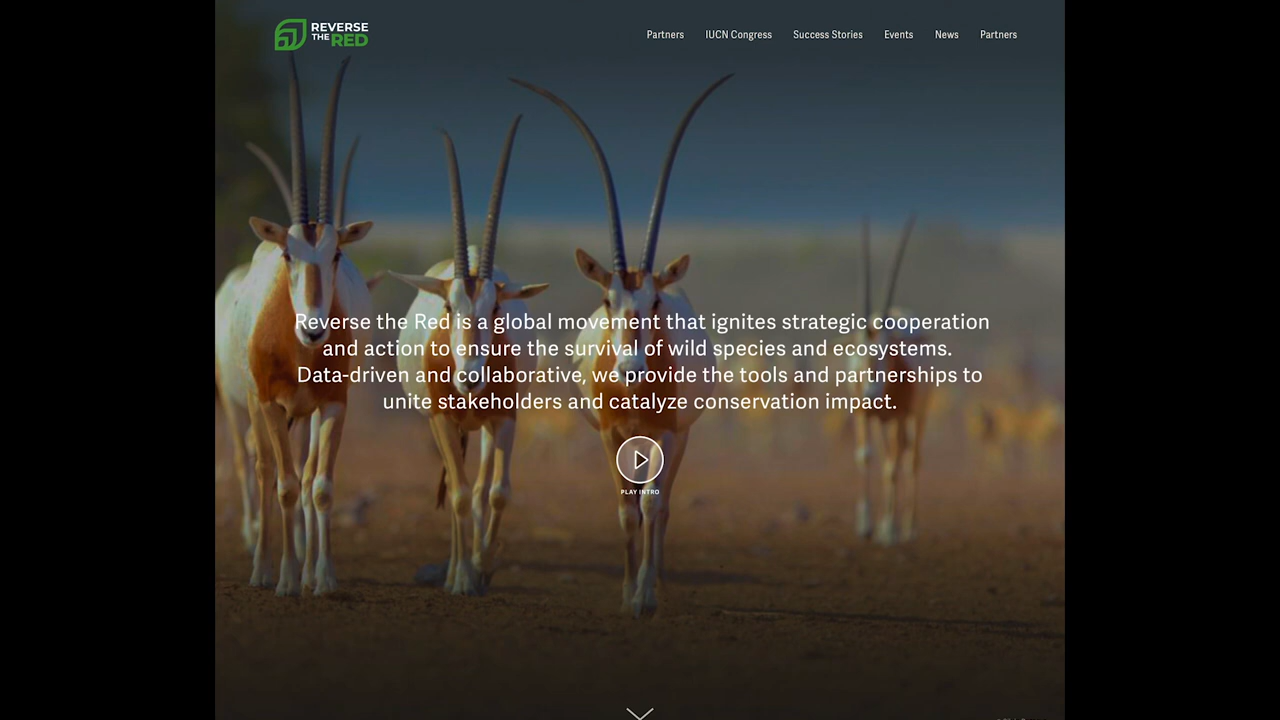 REVERSE
THE RED
Partners IUCN Congress Success Stories Events News Partners
Reverse the Red is a global movement that ignites strategic cooperation
and action to ensure the survival of wild species and ecosystems.
Data-driven and collaborative, we provide the tools and partnerships to
unite stakeholders and catalyze conservation impact.
PLAY INTRO